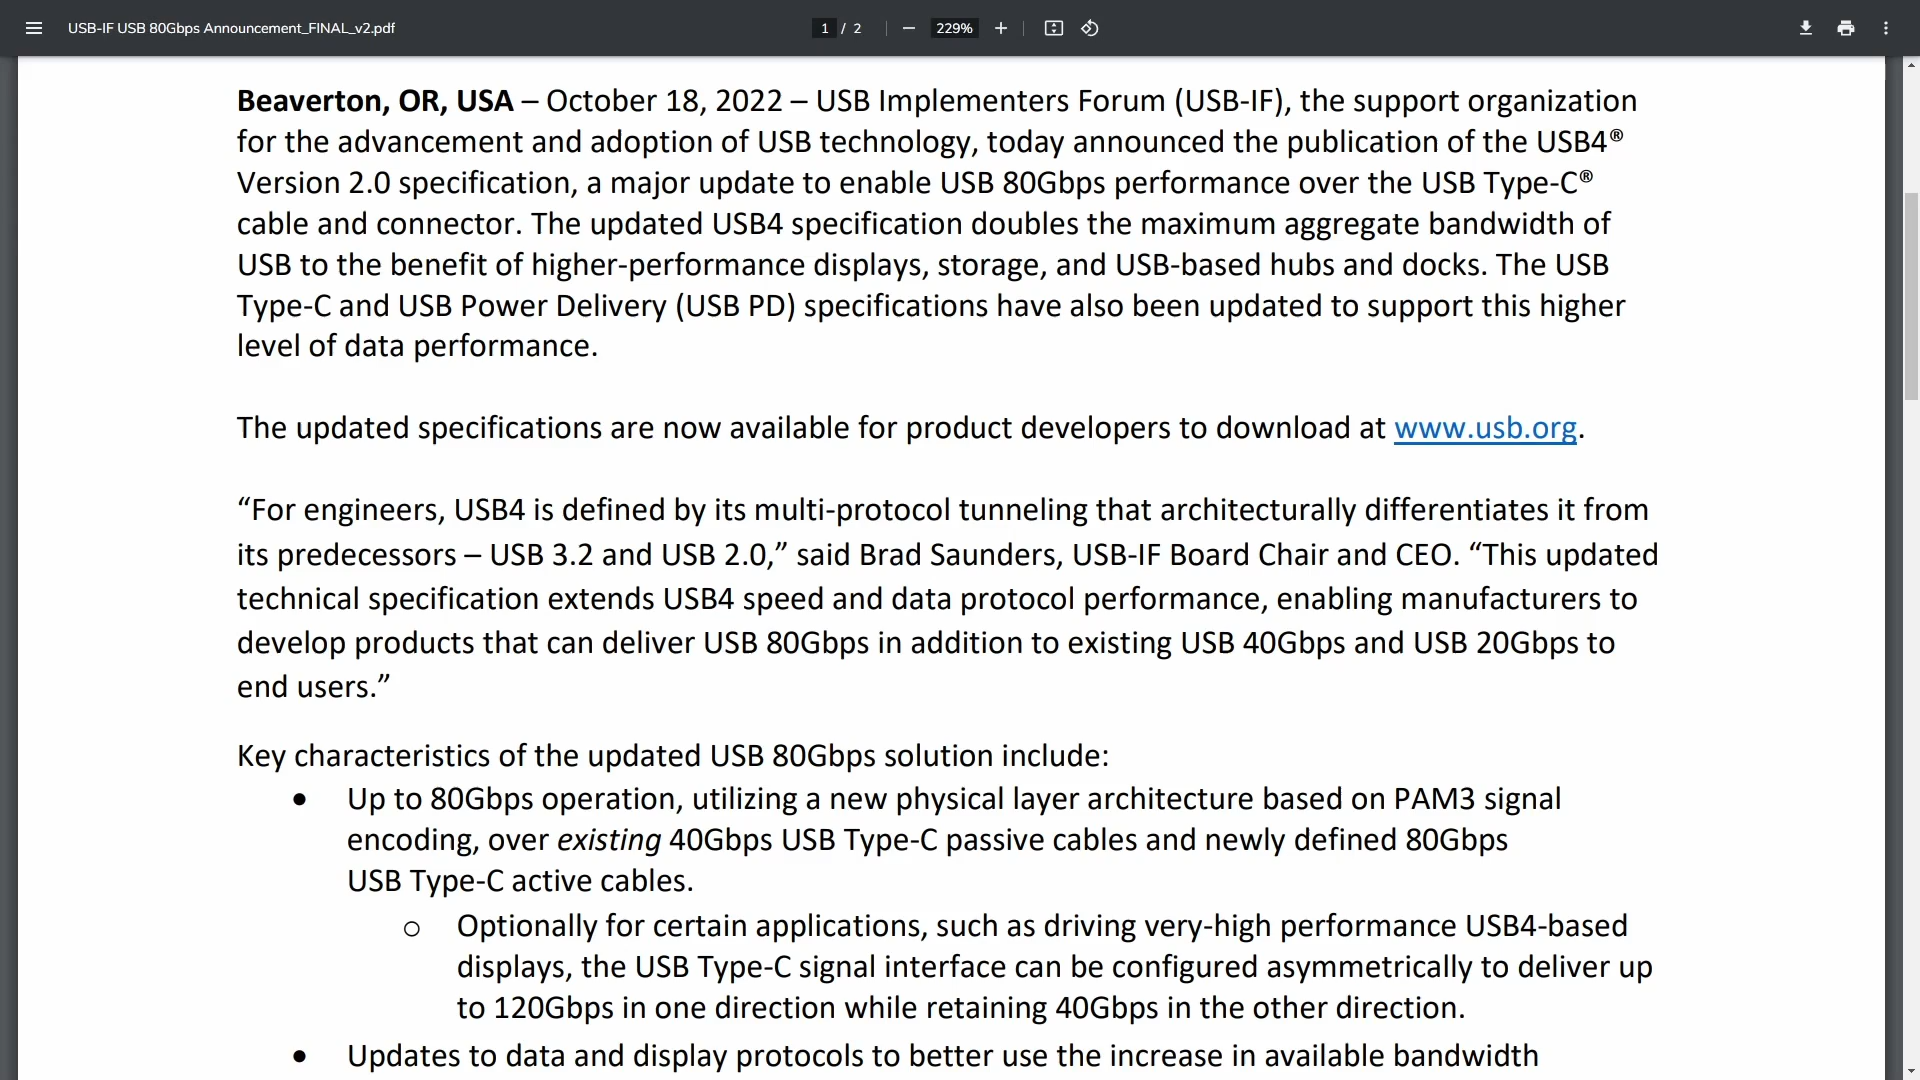 USB-IF USB 80Gbps Announcement_FINAL_v2.pdf
1 / 2
229%
Beaverton, OR, USA – October 18, 2022 – USB Implementers Forum (USB-IF), the support organization
for the advancement and adoption of USB technology, today announced the publication of the USB4®
Version 2.0 specification, a major update to enable USB 80Gbps performance over the USB Type-C®
cable and connector. The updated USB4 specification doubles the maximum aggregate bandwidth of
USB to the benefit of higher-performance displays, storage, and USB-based hubs and docks. The USB
Type-C and USB Power Delivery (USB PD) specifications have also been updated to support this higher
level of data performance.
The updated specifications are now available for product developers to download at www.usb.org.
“For engineers, USB4 is defined by its multi-protocol tunneling that architecturally differentiates it from
its predecessors – USB 3.2 and USB 2.0,” said Brad Saunders, USB-IF Board Chair and CEO. “This updated
technical specification extends USB4 speed and data protocol performance, enabling manufacturers to
develop products that can deliver USB 80Gbps in addition to existing USB 40Gbps and USB 20Gbps to
end users.”
Key characteristics of the updated USB 80Gbps solution include:
• Up to 80Gbps operation, utilizing a new physical layer architecture based on PAM3 signal
encoding, over existing 40Gbps USB Type-C passive cables and newly defined 80Gbps
USB Type-C active cables.
o Optionally for certain applications, such as driving very-high performance USB4-based
displays, the USB Type-C signal interface can be configured asymmetrically to deliver up
to 120Gbps in one direction while retaining 40Gbps in the other direction.
• Updates to data and display protocols to better use the increase in available bandwidth